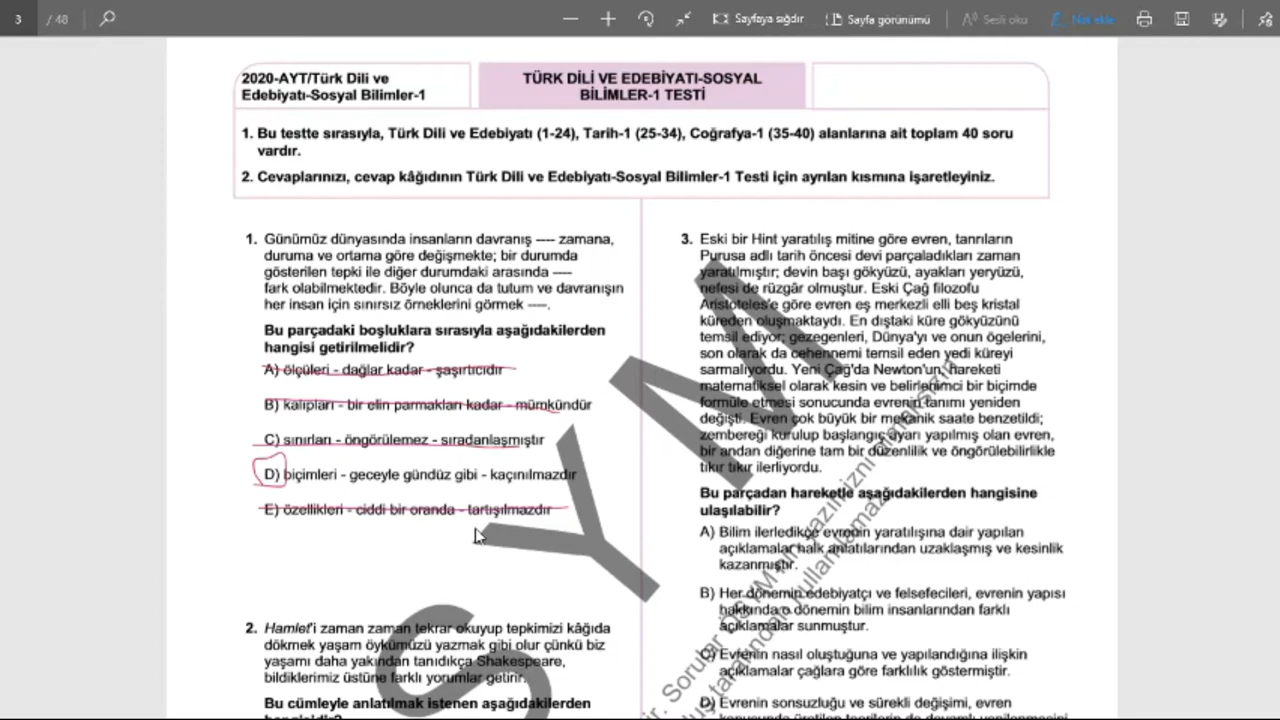 3 / 48
Sayfaya sığdır
Sayfa görünümü
Sesli oku
Not ekle
2020-AYT/Türk Dili ve
Edebiyatı-Sosyal Bilimler-1
TÜRK DİLİ VE EDEBİYATI-SOSYAL
BİLİMLER-1 TESTİ
1. Bu testte sırasıyla, Türk Dili ve Edebiyatı (1-24), Tarih-1 (25-34), Coğrafya-1 (35-40) alanlarına ait toplam 40 soru
vardır.
2. Cevaplarınızı, cevap kâğıdının Türk Dili ve Edebiyatı-Sosyal Bilimler-1 Testi için ayrılan kısmına işaretleyiniz.
1. Günümüz dünyasında insanların davranış ---- zamana,
duruma ve ortama göre değişmekte; bir durumda
gösterilen tepki ile diğer durumdaki arasında ----
fark olabilmektedir. Böyle olunca da tutum ve davranışın
her insan için sınırsız örneklerini görmek ----.
Bu parçadaki boşluklara sırasıyla aşağıdakilerden
hangisi getirilmelidir?
A) ölçüleri - dağlar kadar - şaşırtıcıdır
B) kalıpları - bir elin parmakları kadar - mümkündür
C) sınırları - öngörülemez - sıradanlaşmıştır
D) biçimleri - geceyle gündüz gibi - kaçınılmazdır
E) özellikleri - ciddi bir oranda - tartışılmazdır
2. Hamlet'i zaman zaman tekrar okuyup tepkimizi kâğıda
dökmek yaşam öykümüzü yazmak gibi olur çünkü biz
yaşamı daha yakından tanıdıkça Shakespeare,
bildiklerimiz üstüne farklı yorumlar getirir.
Bu cümleyle anlatılmak istenen aşağıdakilerden
hangisidir?
3. Eski bir Hint yaratılış mitine göre evren, tanrıların
Purusa adlı tarih öncesi devi parçaladıkları zaman
yaratılmıştır; devin başı gökyüzü, ayakları yeryüzü,
nefesi de rüzgâr olmuştur. Eski Çağ filozofu
Aristoteles'e göre evren eş merkezli elli beş kristal
küreden oluşmaktaydı. En dıştaki küre gökyüzünü
temsil ediyor; gezegenleri, Dünya'yı ve onun ögelerini,
son olarak da cehennemi temsil eden yedi küreyi
sarmalıyordu. Yeni Çağ'da Newton'un, hareketi
matematiksel olarak kesin ve belirlenimci bir biçimde
formüle etmesi sonucunda evrenin tanımı yeniden
değişti. Evren çok büyük bir mekanik saate benzetildi;
zembereği kurulup başlangıç ayarı yapılmış olan evren,
bir andan diğerine tam bir düzenlilik ve öngörülebilirlikle
tıkır tıkır ilerliyordu.
Bu parçadan hareketle aşağıdakilerden hangisine
ulaşılabilir?
A) Bilim ilerledikçe evrenin yaratılışına dair yapılan
açıklamalar halk anlatılarından uzaklaşmış ve kesinlik
kazanmıştır.
B) Her dönemin edebiyatçı ve felsefecileri, evrenin yapısı
hakkında o dönemin bilim insanlarından farklı
açıklamalar sunmuştur.
C) Evrenin nasıl oluştuğuna ve yapılandığına ilişkin
açıklamalar çağlara göre farklılık göstermiştir.
D) Evrenin sonsuzluğu ve sürekli değişimi, evren
SYM